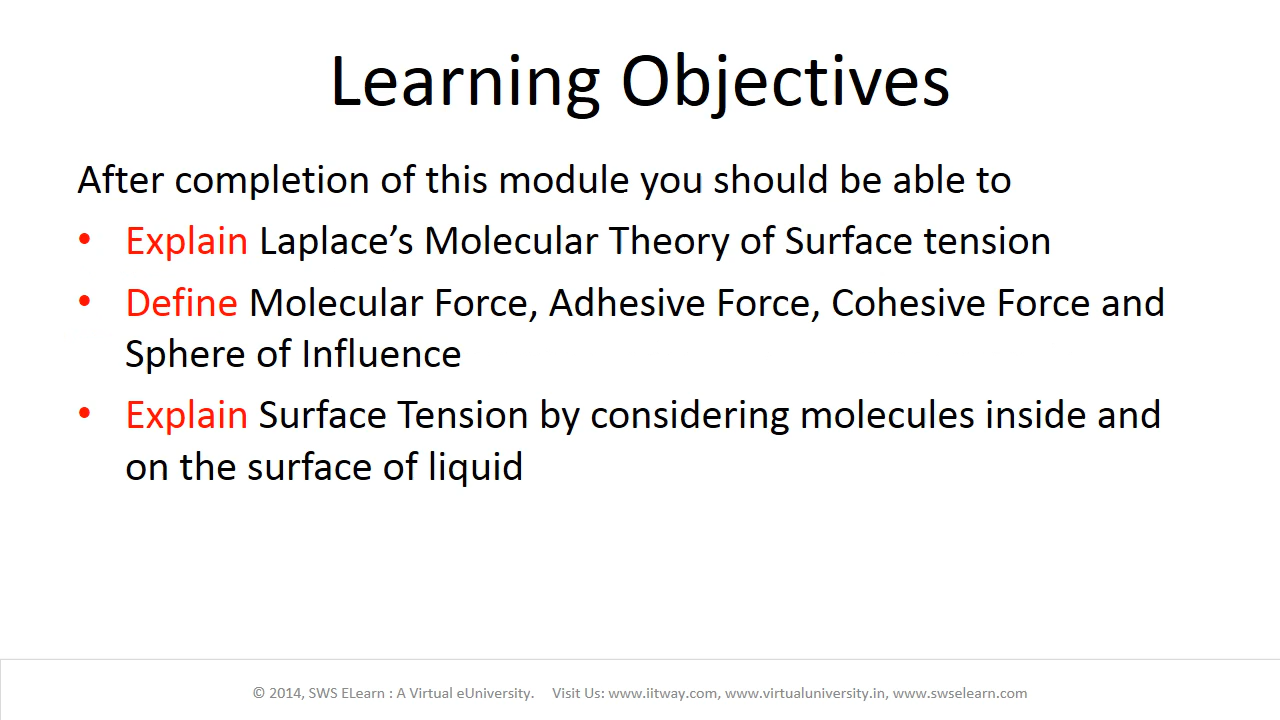 Learning Objectives
After completion of this module you should be able to
• Explain Laplace’s Molecular Theory of Surface tension
• Define Molecular Force, Adhesive Force, Cohesive Force and
Sphere of Influence
• Explain Surface Tension by considering molecules inside and
on the surface of liquid
© 2014, SWS ELearn : A Virtual eUniversity. Visit Us: www.iitway.com, www.virtualuniversity.in, www.swselearn.com